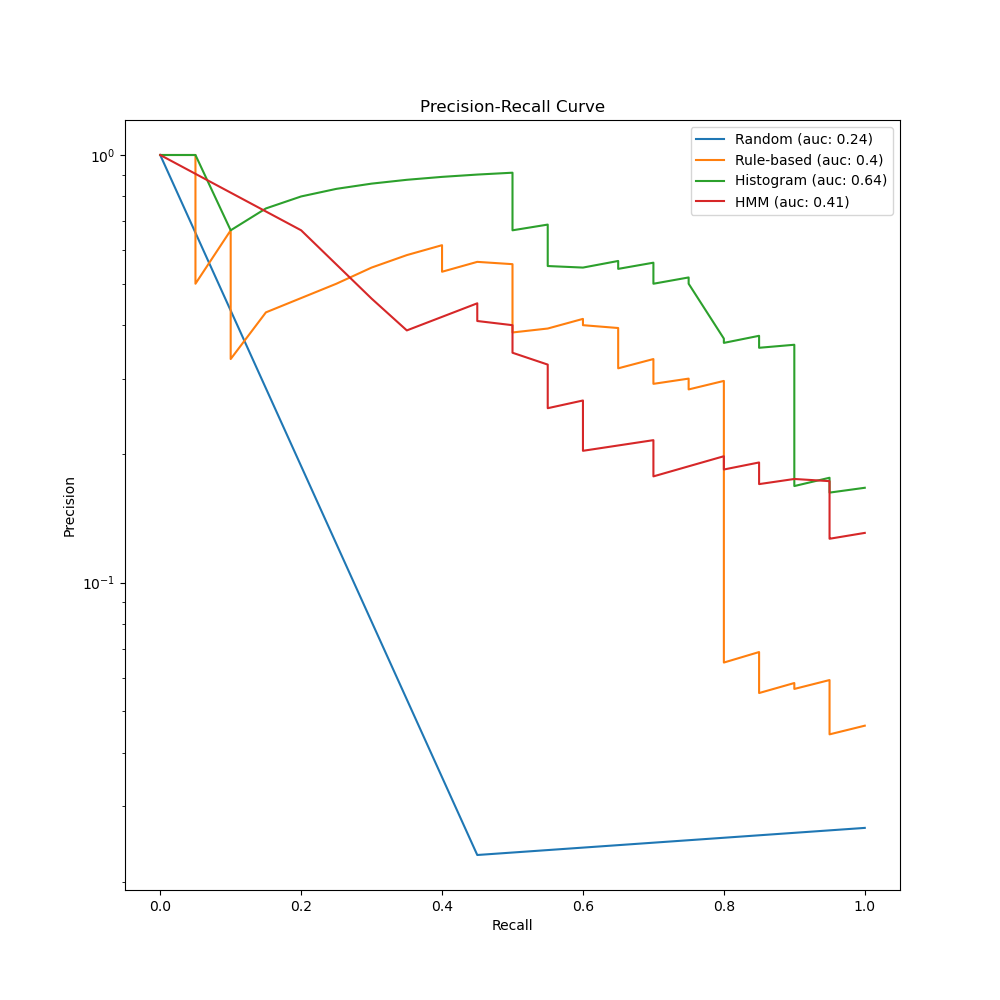 Precision-Recall Curve
Random (auc: 0.24)
Rule-based (auc: 0.4)
Histogram (auc: 0.64)
HMM (auc: 0.41)
10⁰
10⁻¹
Precision
0.0 0.2 0.4 0.6 0.8 1.0
Recall